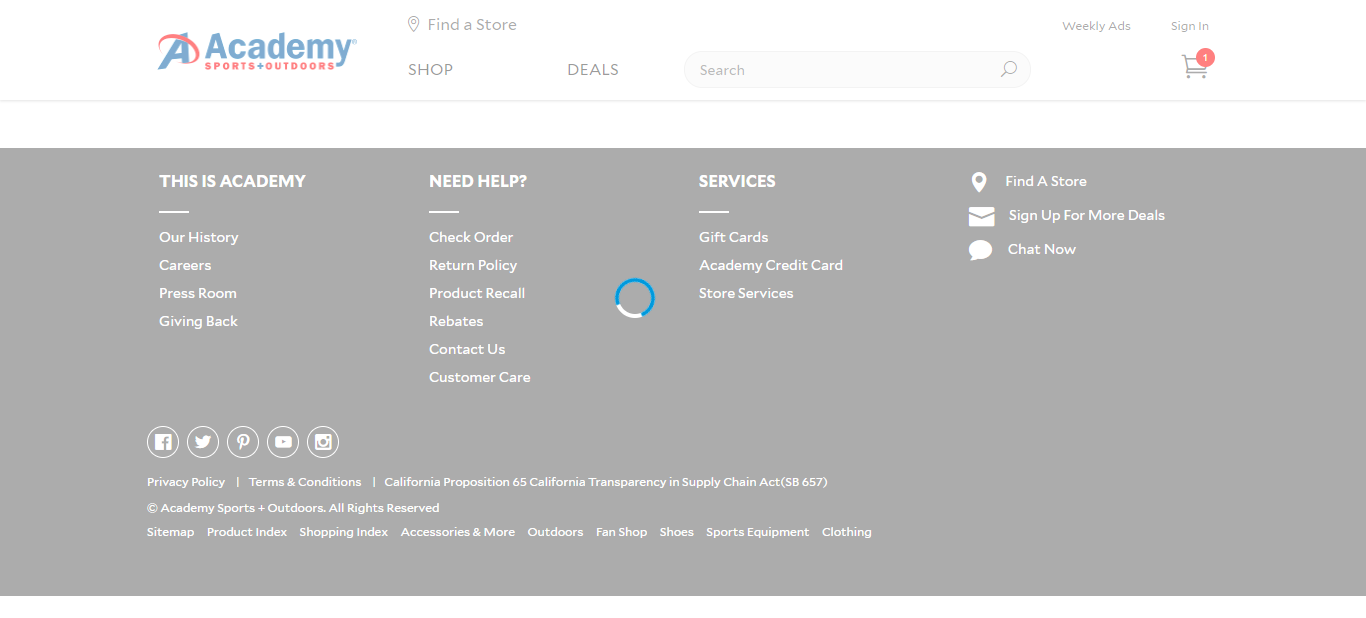 Find a Store
Weekly Ads
Sign In
Academy®
SPORTS+OUTDOORS
SHOP
DEALS
Search
1
THIS IS ACADEMY
Our History
Careers
Press Room
Giving Back
NEED HELP?
Check Order
Return Policy
Product Recall
Rebates
Contact Us
Customer Care
SERVICES
Gift Cards
Academy Credit Card
Store Services
Find A Store
Sign Up For More Deals
Chat Now
Privacy Policy | Terms & Conditions | California Proposition 65 California Transparency in Supply Chain Act(SB 657)
© Academy Sports + Outdoors. All Rights Reserved
Sitemap Product Index Shopping Index Accessories & More Outdoors Fan Shop Shoes Sports Equipment Clothing